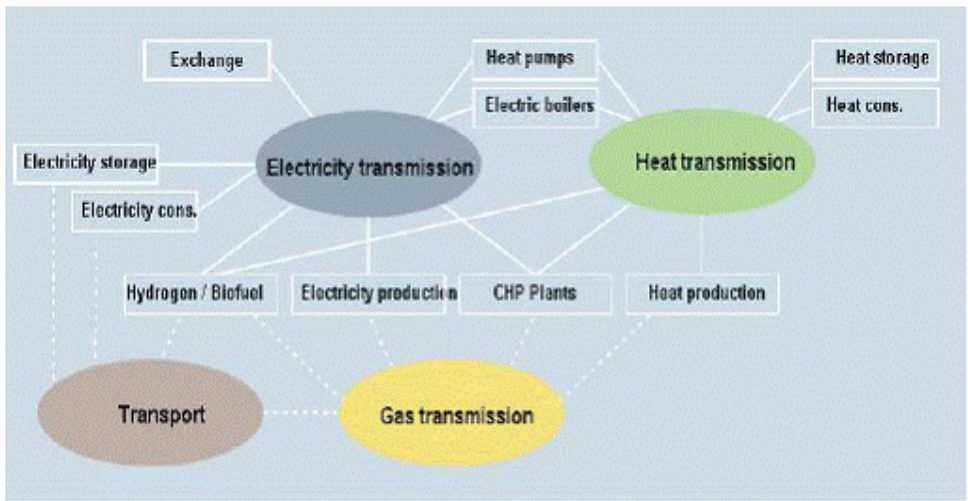 Exchange
Heat pumps
Heat storage
Electric boilers
Heat cons.
Electricity storage
Electricity transmission
Heat transmission
Electricity cons.
Hydrogon / Biofuel
Electricity production
CHP Plants
Heat production
Transport
Gas transmission